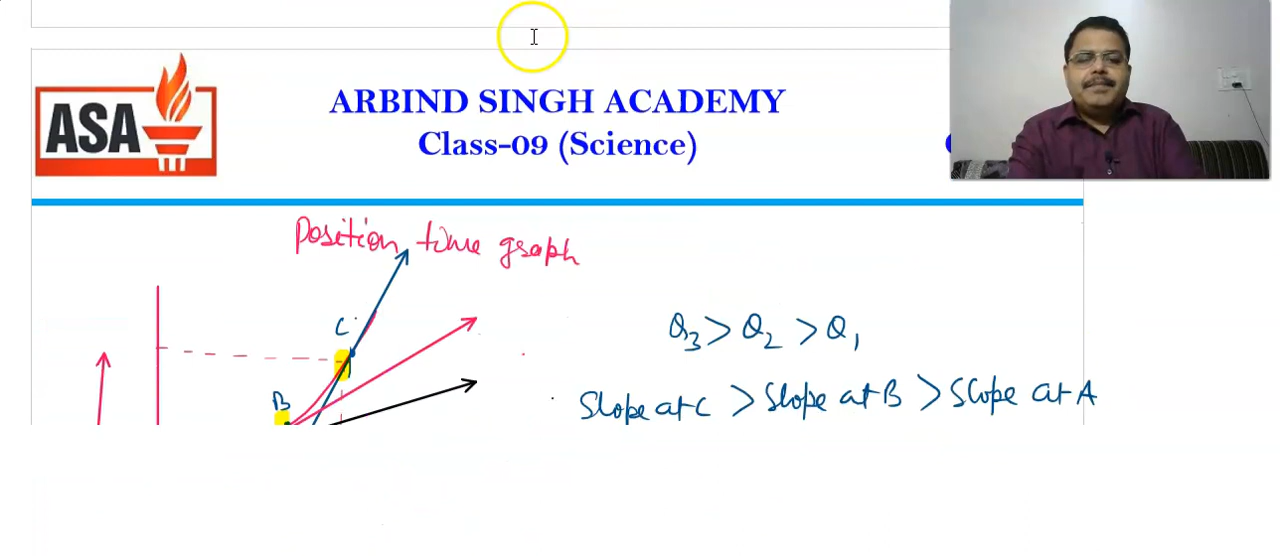 ASA
ARBIND SINGH ACADEMY
Class-09 (Science)
Position time graph
C
B
θ3 > θ2 > θ1
Slope at C > Slope at B > Slope at A